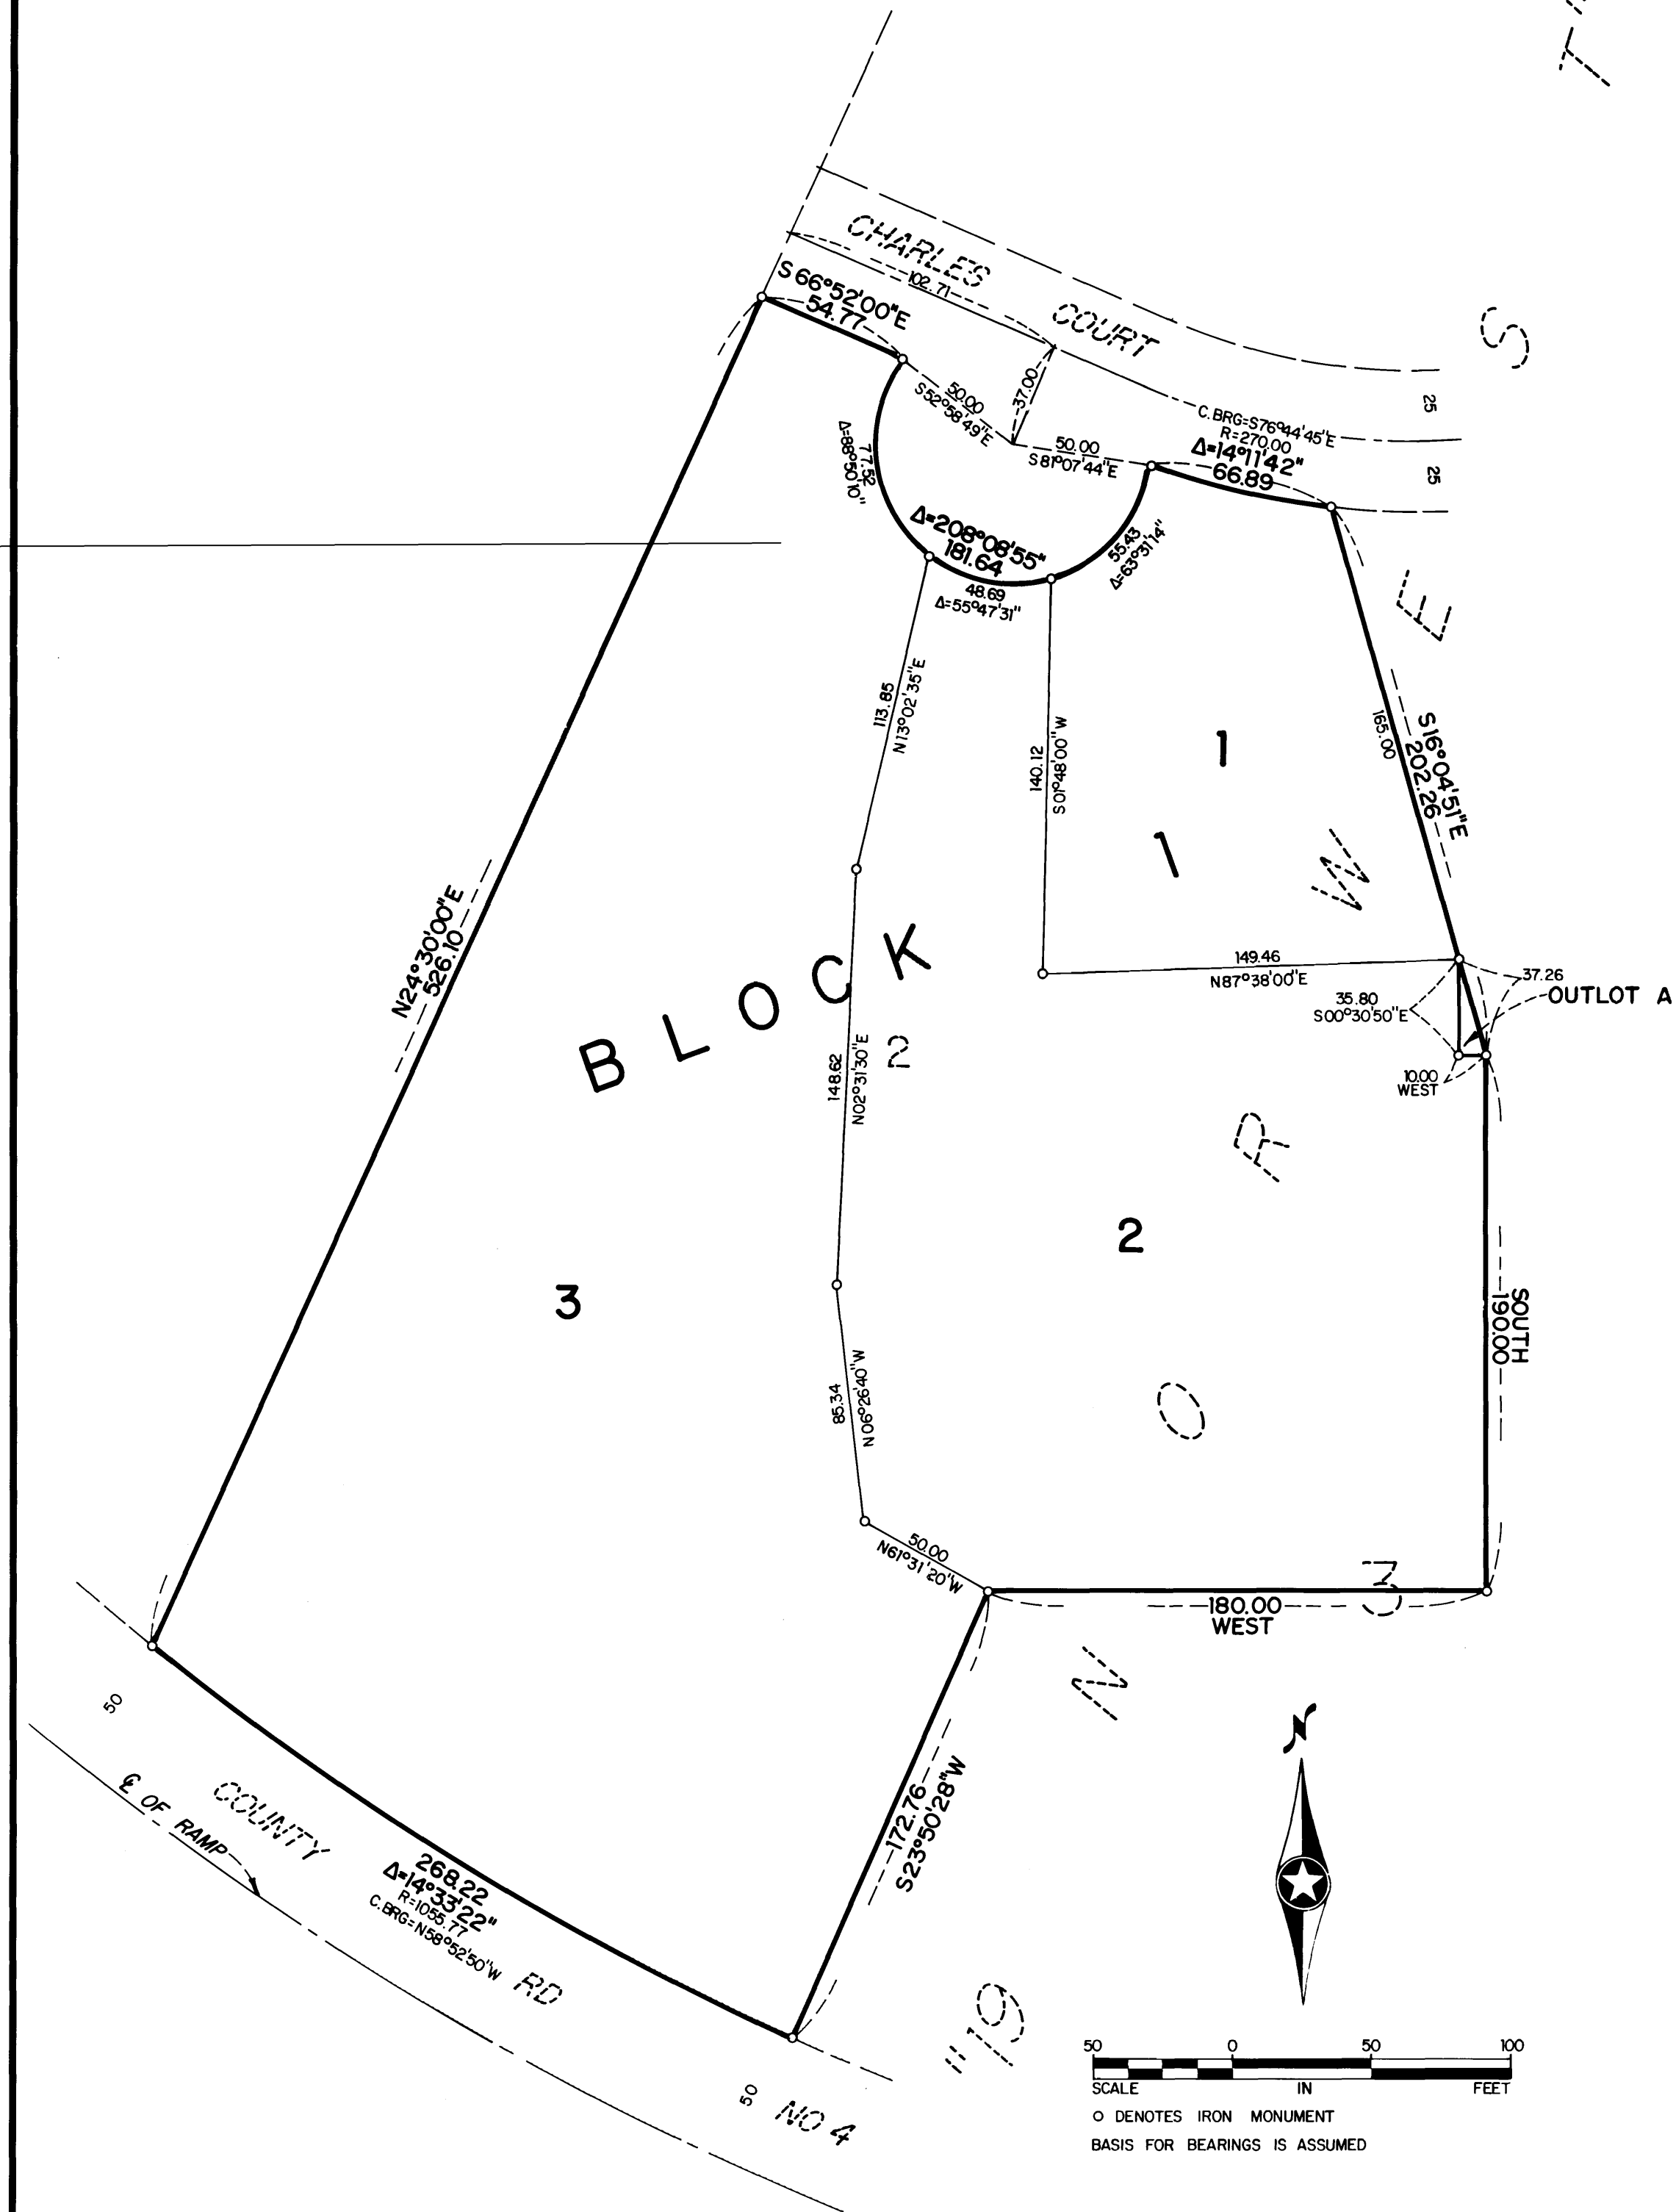 T
S
E
W
R
O
N
"19
CHARLES
COURT
102.71
S 66°52'00"E
54.77
37.00
50.00
S52°58'49"E
50.00
S81°07'44"E
C. BRG=S76°44'45"E
R=270.00
Δ=14°11'42"
66.89
25
25
77.52
Δ=88°50'10"
Δ=208°08'55"
181.64
48.69
Δ=55°47'31"
55.43
Δ=63°31'14"
113.85
N13°02'35"E
140.12
S01°48'00"W
1
1
165.00
S16°04'51"E
202.26
149.46
N87°38'00"E
37.26
35.80
S00°30'50"E
OUTLOT A
10.00
WEST
N24°30'00"E
526.10
BLOCK
2
148.62
N02°31'30"E
2
3
SOUTH
190.00
85.34
N06°26'40"W
50.00
N61°31'20"W
3
180.00
WEST
172.76
S23°50'28"W
50
℄ OF RAMP
COUNTY
268.22
Δ=14°33'22"
R=1055.77
C. BRG=N58°52'50"W
RD
50
NO 4
N
50 0 50 100
SCALE IN FEET
o DENOTES IRON MONUMENT
BASIS FOR BEARINGS IS ASSUMED